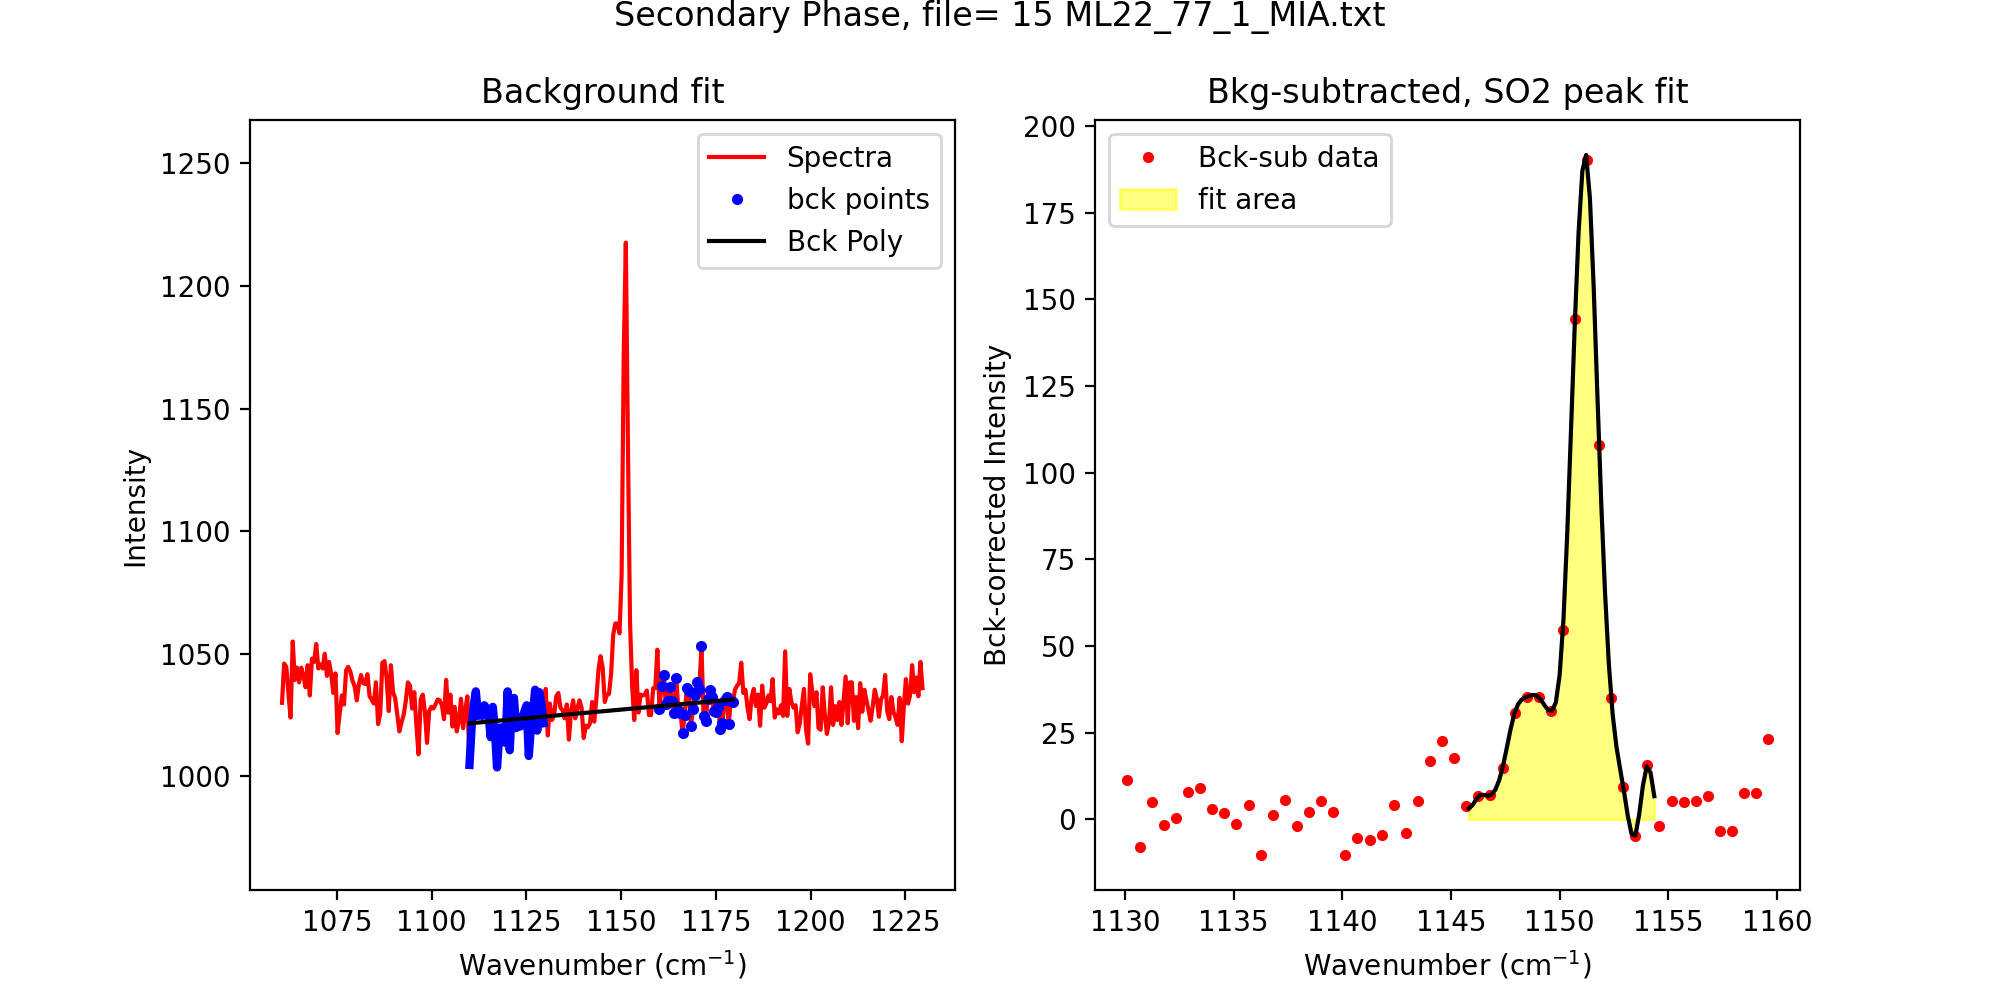 Secondary Phase, file= 15 ML22_77_1_MIA.txt
Background fit
Intensity
1250
1200
1150
1100
1050
1000
Spectra
bck points
Bck Poly
1075 1100 1125 1150 1175 1200 1225
Wavenumber (cm⁻¹)
Bkg-subtracted, SO2 peak fit
Bck-corrected Intensity
200
175
150
125
100
75
50
25
0
Bck-sub data
fit area
1130 1135 1140 1145 1150 1155 1160
Wavenumber (cm⁻¹)